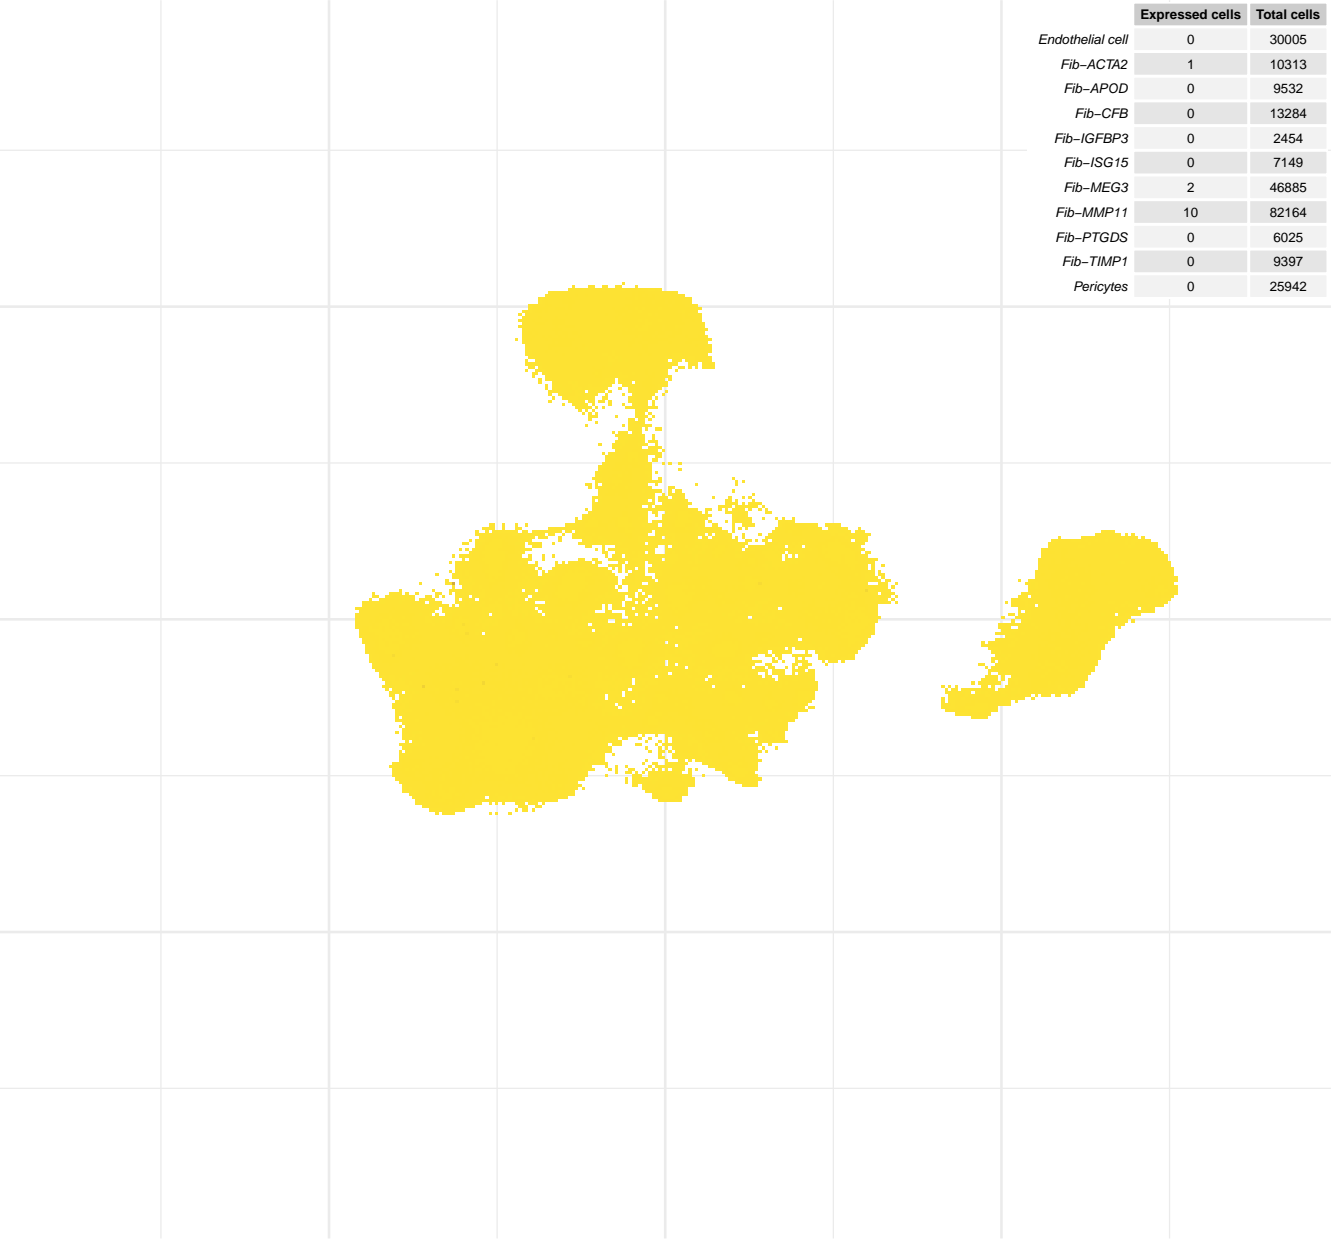 Expressed cells Total cells
Endothelial cell 0 30005
Fib−ACTA2 1 10313
Fib−APOD 0 9532
Fib−CFB 0 13284
Fib−IGFBP3 0 2454
Fib−ISG15 0 7149
Fib−MEG3 2 46885
Fib−MMP11 10 82164
Fib−PTGDS 0 6025
Fib−TIMP1 0 9397
Pericytes 0 25942